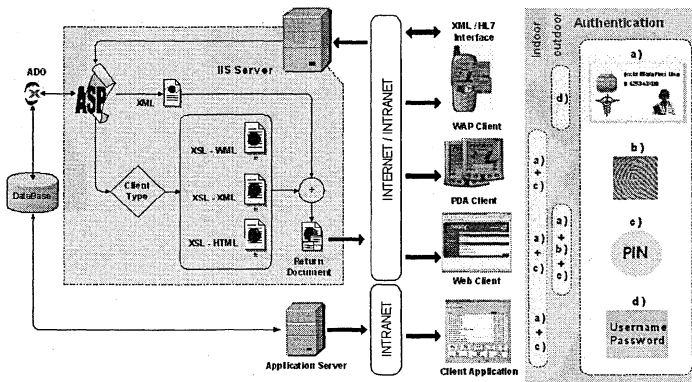 ADO
ASP
XML
IIS Server
DataBase
Client
Type
XSL - WML
XSL - XML
XSL - HTML
+
Return
Document
Application Server
INTERNET / INTRANET
INTRANET
XML / HL7
Interface
WAP Client
PDA Client
Web Client
Client Application
indoor
outdoor
d)
a)
+
c)
a)
+
c)
a)
+
b)
+
c)
a)
+
c)
Authentication
a)
b)
c)
PIN
d)
Username
Password